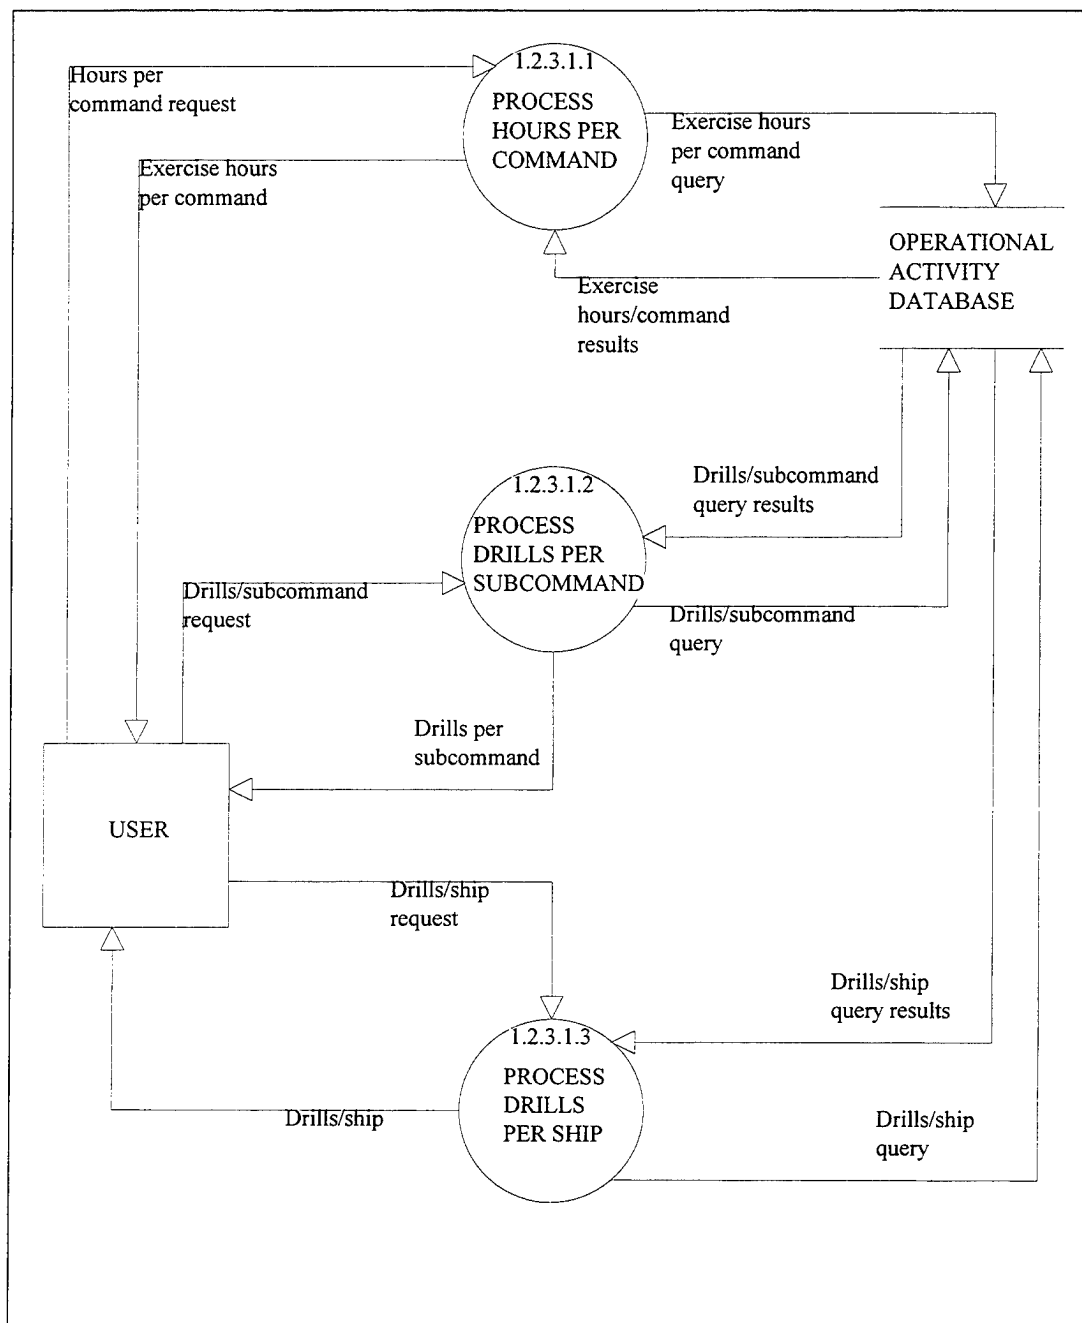 1.2.3.1.1
PROCESS
HOURS PER
COMMAND
Hours per
command request
Exercise hours
per command
Exercise hours
per command
query
OPERATIONAL
ACTIVITY
DATABASE
Exercise
hours/command
results
1.2.3.1.2
PROCESS
DRILLS PER
SUBCOMMAND
Drills/subcommand
query results
Drills/subcommand
request
Drills/subcommand
query
Drills per
subcommand
USER
Drills/ship
request
Drills/ship
query results
1.2.3.1.3
PROCESS
DRILLS
PER SHIP
Drills/ship
Drills/ship
query